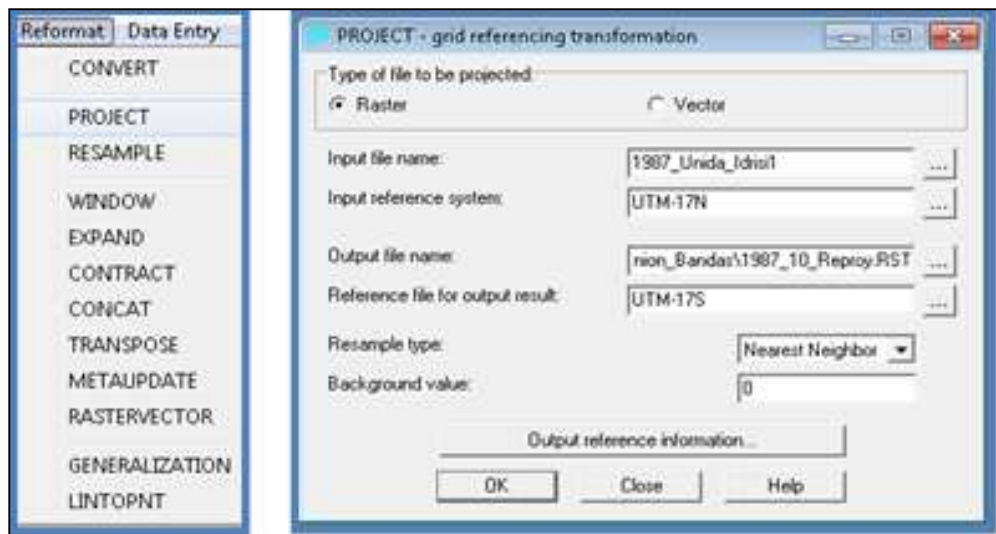 Reformat Data Entry
CONVERT
PROJECT
RESAMPLE
WINDOW
EXPAND
CONTRACT
CONCAT
TRANSPOSE
METAUPDATE
RASTERVECTOR
GENERALIZATION
LINTOPNT
PROJECT - grid referencing transformation
Type of file to be projected:
Raster Vector
Input file name: 1987_Unida_Idrisi1 ...
Input reference system: UTM-17N ...
Output file name: nion_Bandas\1987_10_Reproy.RST ...
Reference file for output result: UTM-17S ...
Resample type: Nearest Neighbor
Background value: 0
Output reference information...
OK Close Help